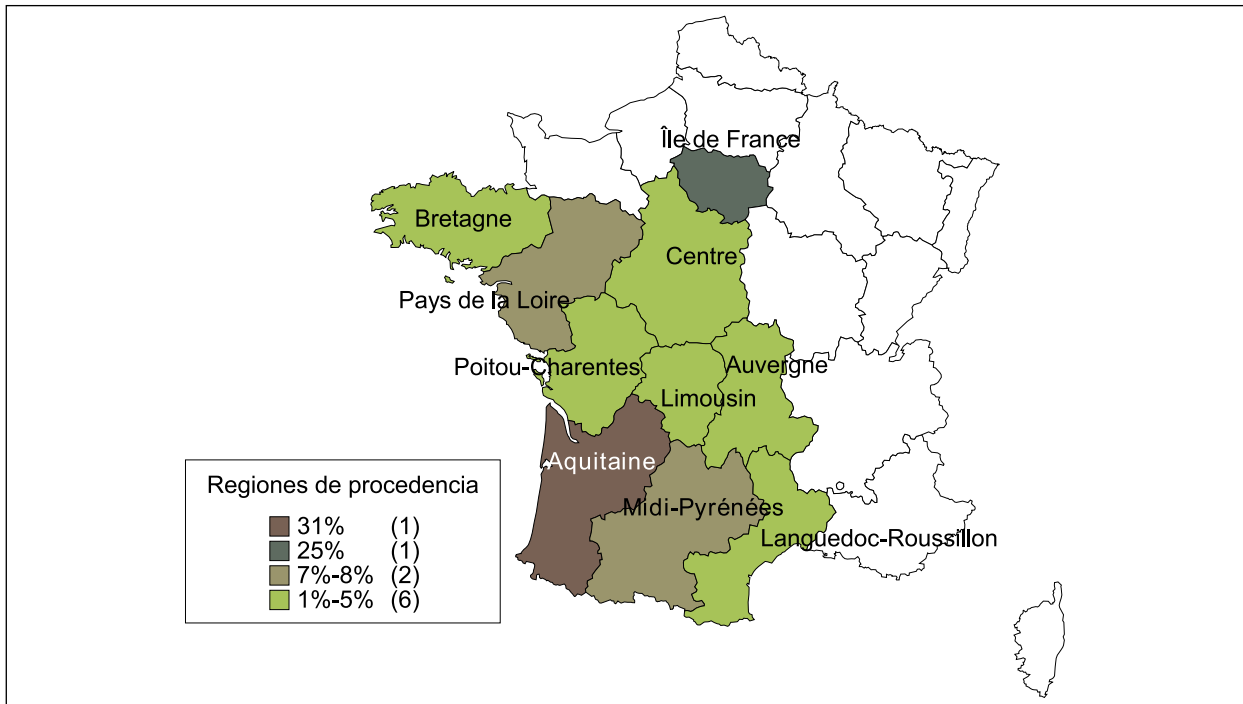 Île de France
Bretagne
Centre
Pays de la Loire
Poitou-Charentes
Auvergne
Limousin
Aquitaine
Midi-Pyrénées
Languedoc-Roussillon
Regiones de procedencia
31% (1)
25% (1)
7%-8% (2)
1%-5% (6)